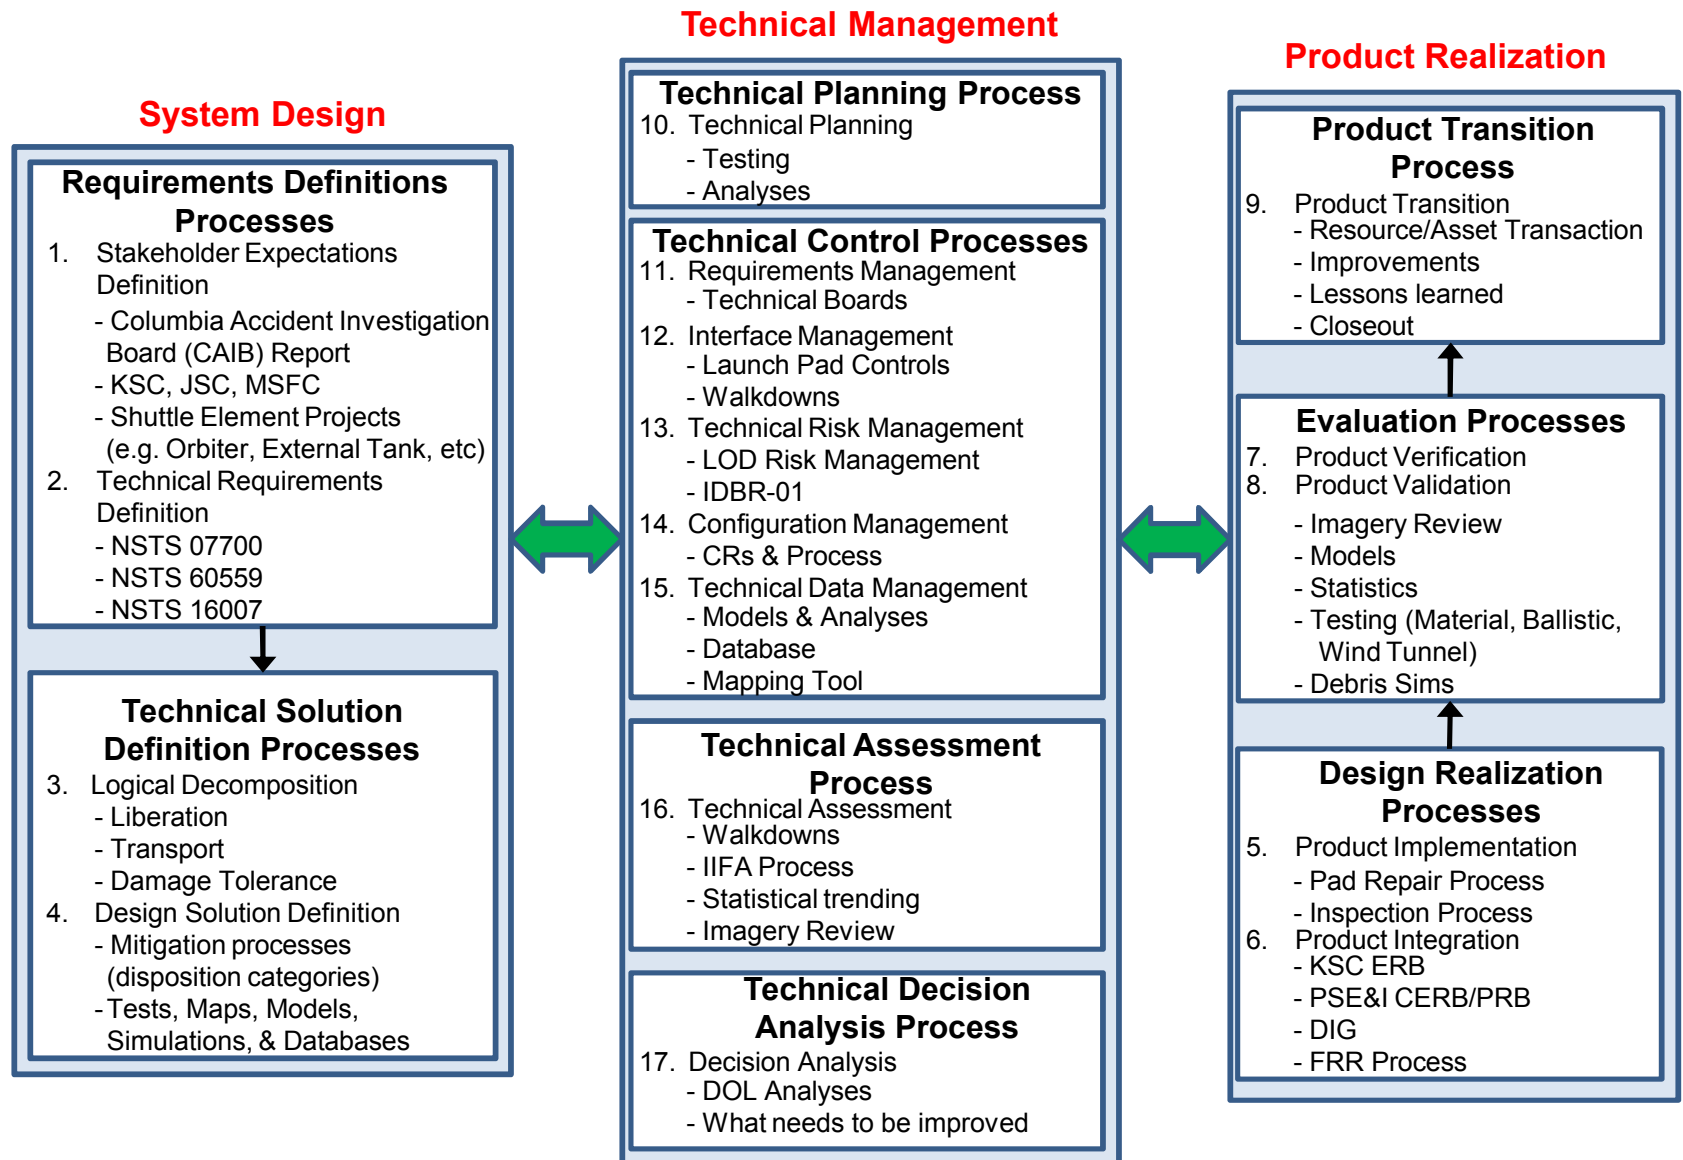 System Design
Requirements Definitions
Processes
1. Stakeholder Expectations
Definition
- Columbia Accident Investigation
Board (CAIB) Report
- KSC, JSC, MSFC
- Shuttle Element Projects
(e.g. Orbiter, External Tank, etc)
2. Technical Requirements
Definition
- NSTS 07700
- NSTS 60559
- NSTS 16007
Technical Solution
Definition Processes
3. Logical Decomposition
- Liberation
- Transport
- Damage Tolerance
4. Design Solution Definition
- Mitigation processes
(disposition categories)
- Tests, Maps, Models,
Simulations, & Databases
Technical Management
Technical Planning Process
10. Technical Planning
- Testing
- Analyses
Technical Control Processes
11. Requirements Management
- Technical Boards
12. Interface Management
- Launch Pad Controls
- Walkdowns
13. Technical Risk Management
- LOD Risk Management
- IDBR-01
14. Configuration Management
- CRs & Process
15. Technical Data Management
- Models & Analyses
- Database
- Mapping Tool
Technical Assessment
Process
16. Technical Assessment
- Walkdowns
- IIFA Process
- Statistical trending
- Imagery Review
Technical Decision
Analysis Process
17. Decision Analysis
- DOL Analyses
- What needs to be improved
Product Realization
Product Transition
Process
9. Product Transition
- Resource/Asset Transaction
- Improvements
- Lessons learned
- Closeout
Evaluation Processes
7. Product Verification
8. Product Validation
- Imagery Review
- Models
- Statistics
- Testing (Material, Ballistic,
Wind Tunnel)
- Debris Sims
Design Realization
Processes
5. Product Implementation
- Pad Repair Process
- Inspection Process
6. Product Integration
- KSC ERB
- PSE&I CERB/PRB
- DIG
- FRR Process